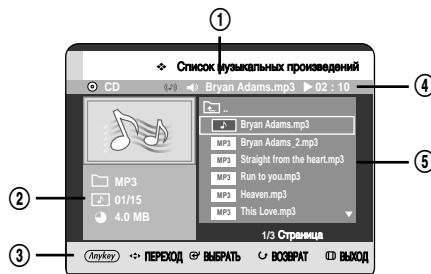 ①
❖ Список музыкальных произведений
CD Bryan Adams.mp3 ▶ 02 : 10
④
..
Bryan Adams.mp3
MP3 Bryan Adams_2.mp3
MP3 Straight from the heart.mp3
⑤
MP3 Run to you.mp3
MP3 Heaven.mp3
MP3 This Love.mp3 ▼
MP3
② 01/15
4.0 MB
1/3 Страница
③ Anykey ПЕРЕХОД ВЫБРАТЬ ВОЗВРАТ ВЫХОД